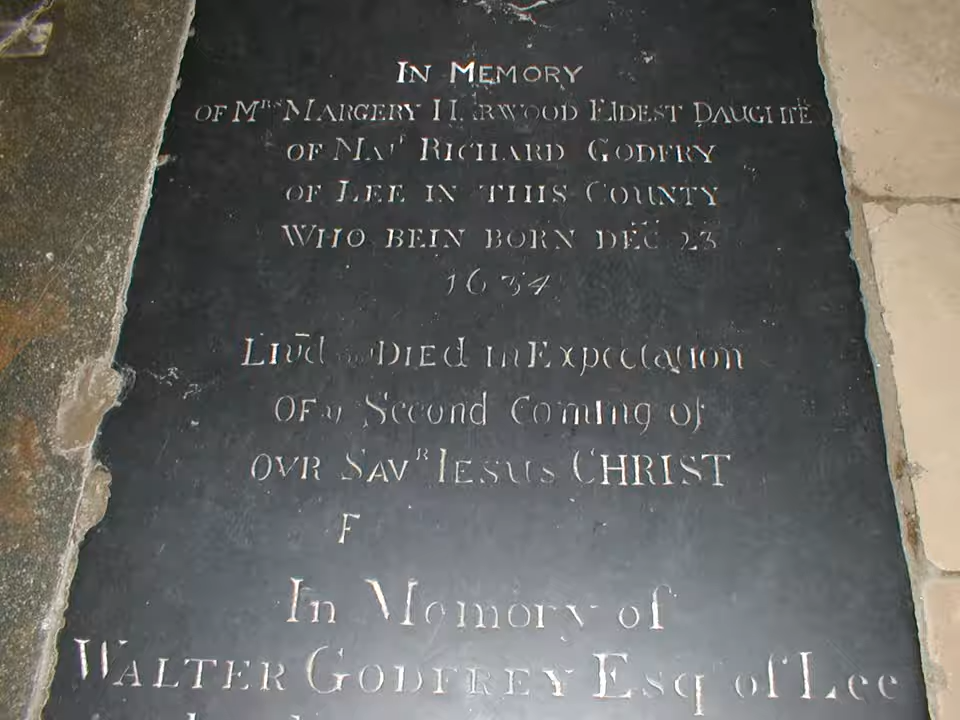 IN MEMORY
OF Mrs MARGERY HARWOOD ElDEST DAUGHTE
OF MAJr RICHARD GODFRY
OF LEE IN THIS COUNTY
WHO BEIN BORN DEC 23
1634
Livd DIEd in Expectation
OF y Second Coming of
OVR SAVR IESUS CHRIST
F
In Memory of
WALTER GODFREY Esq of Lee